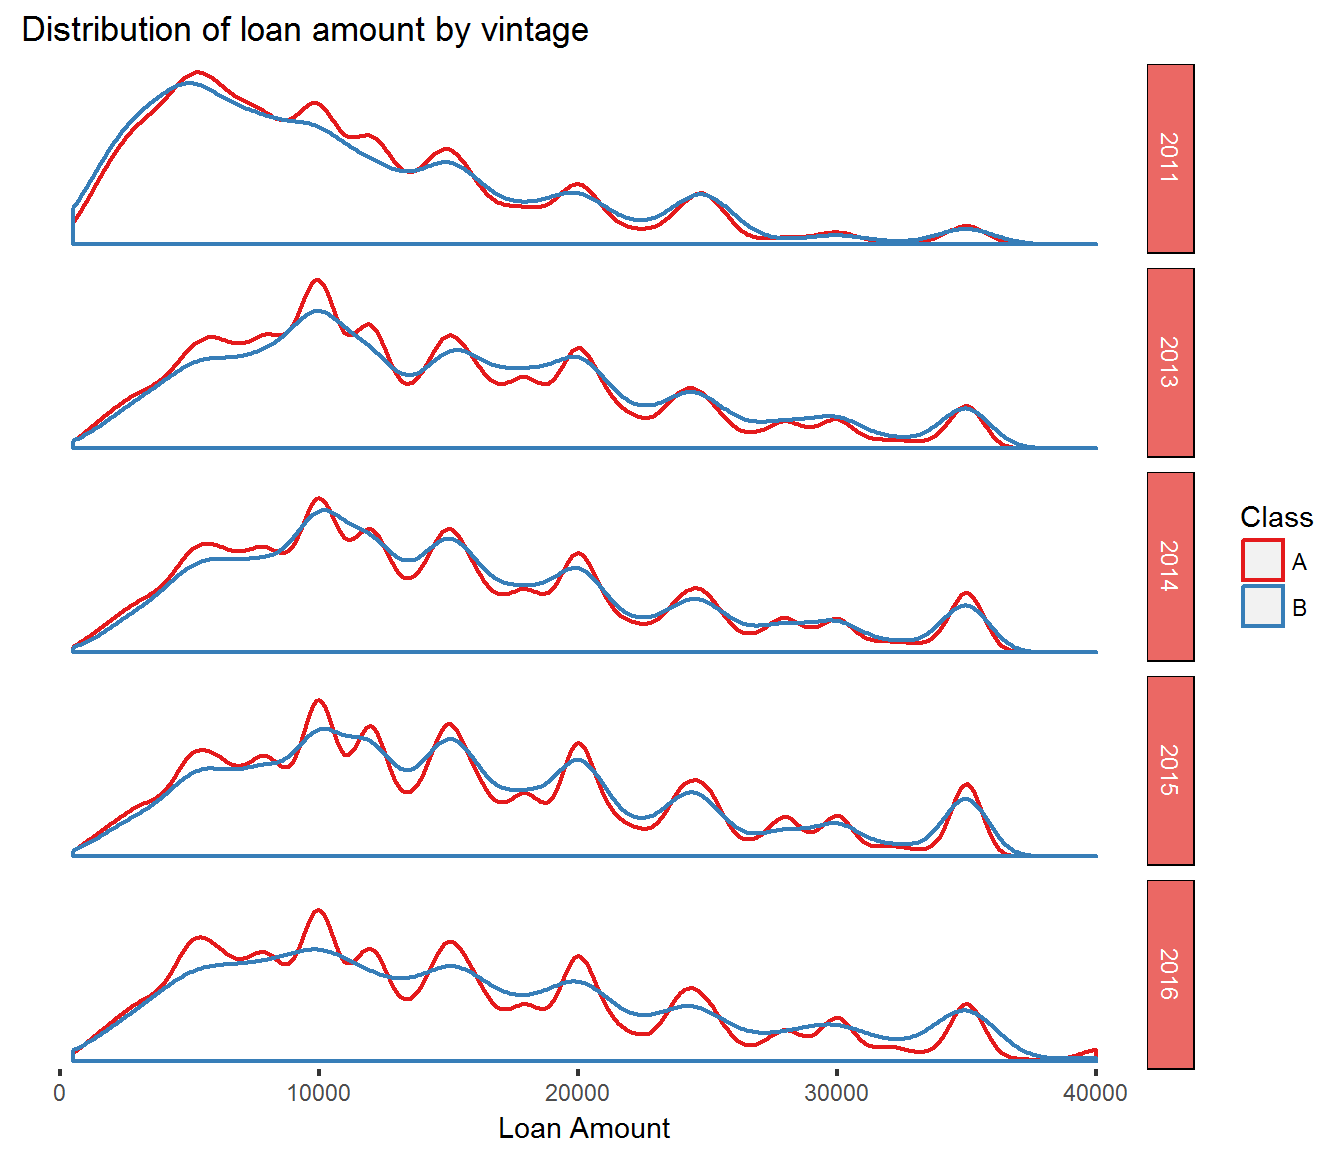 Distribution of loan amount by vintage
2011
2013
2014
2015
2016
Class
A
B
0 10000 20000 30000 40000
Loan Amount